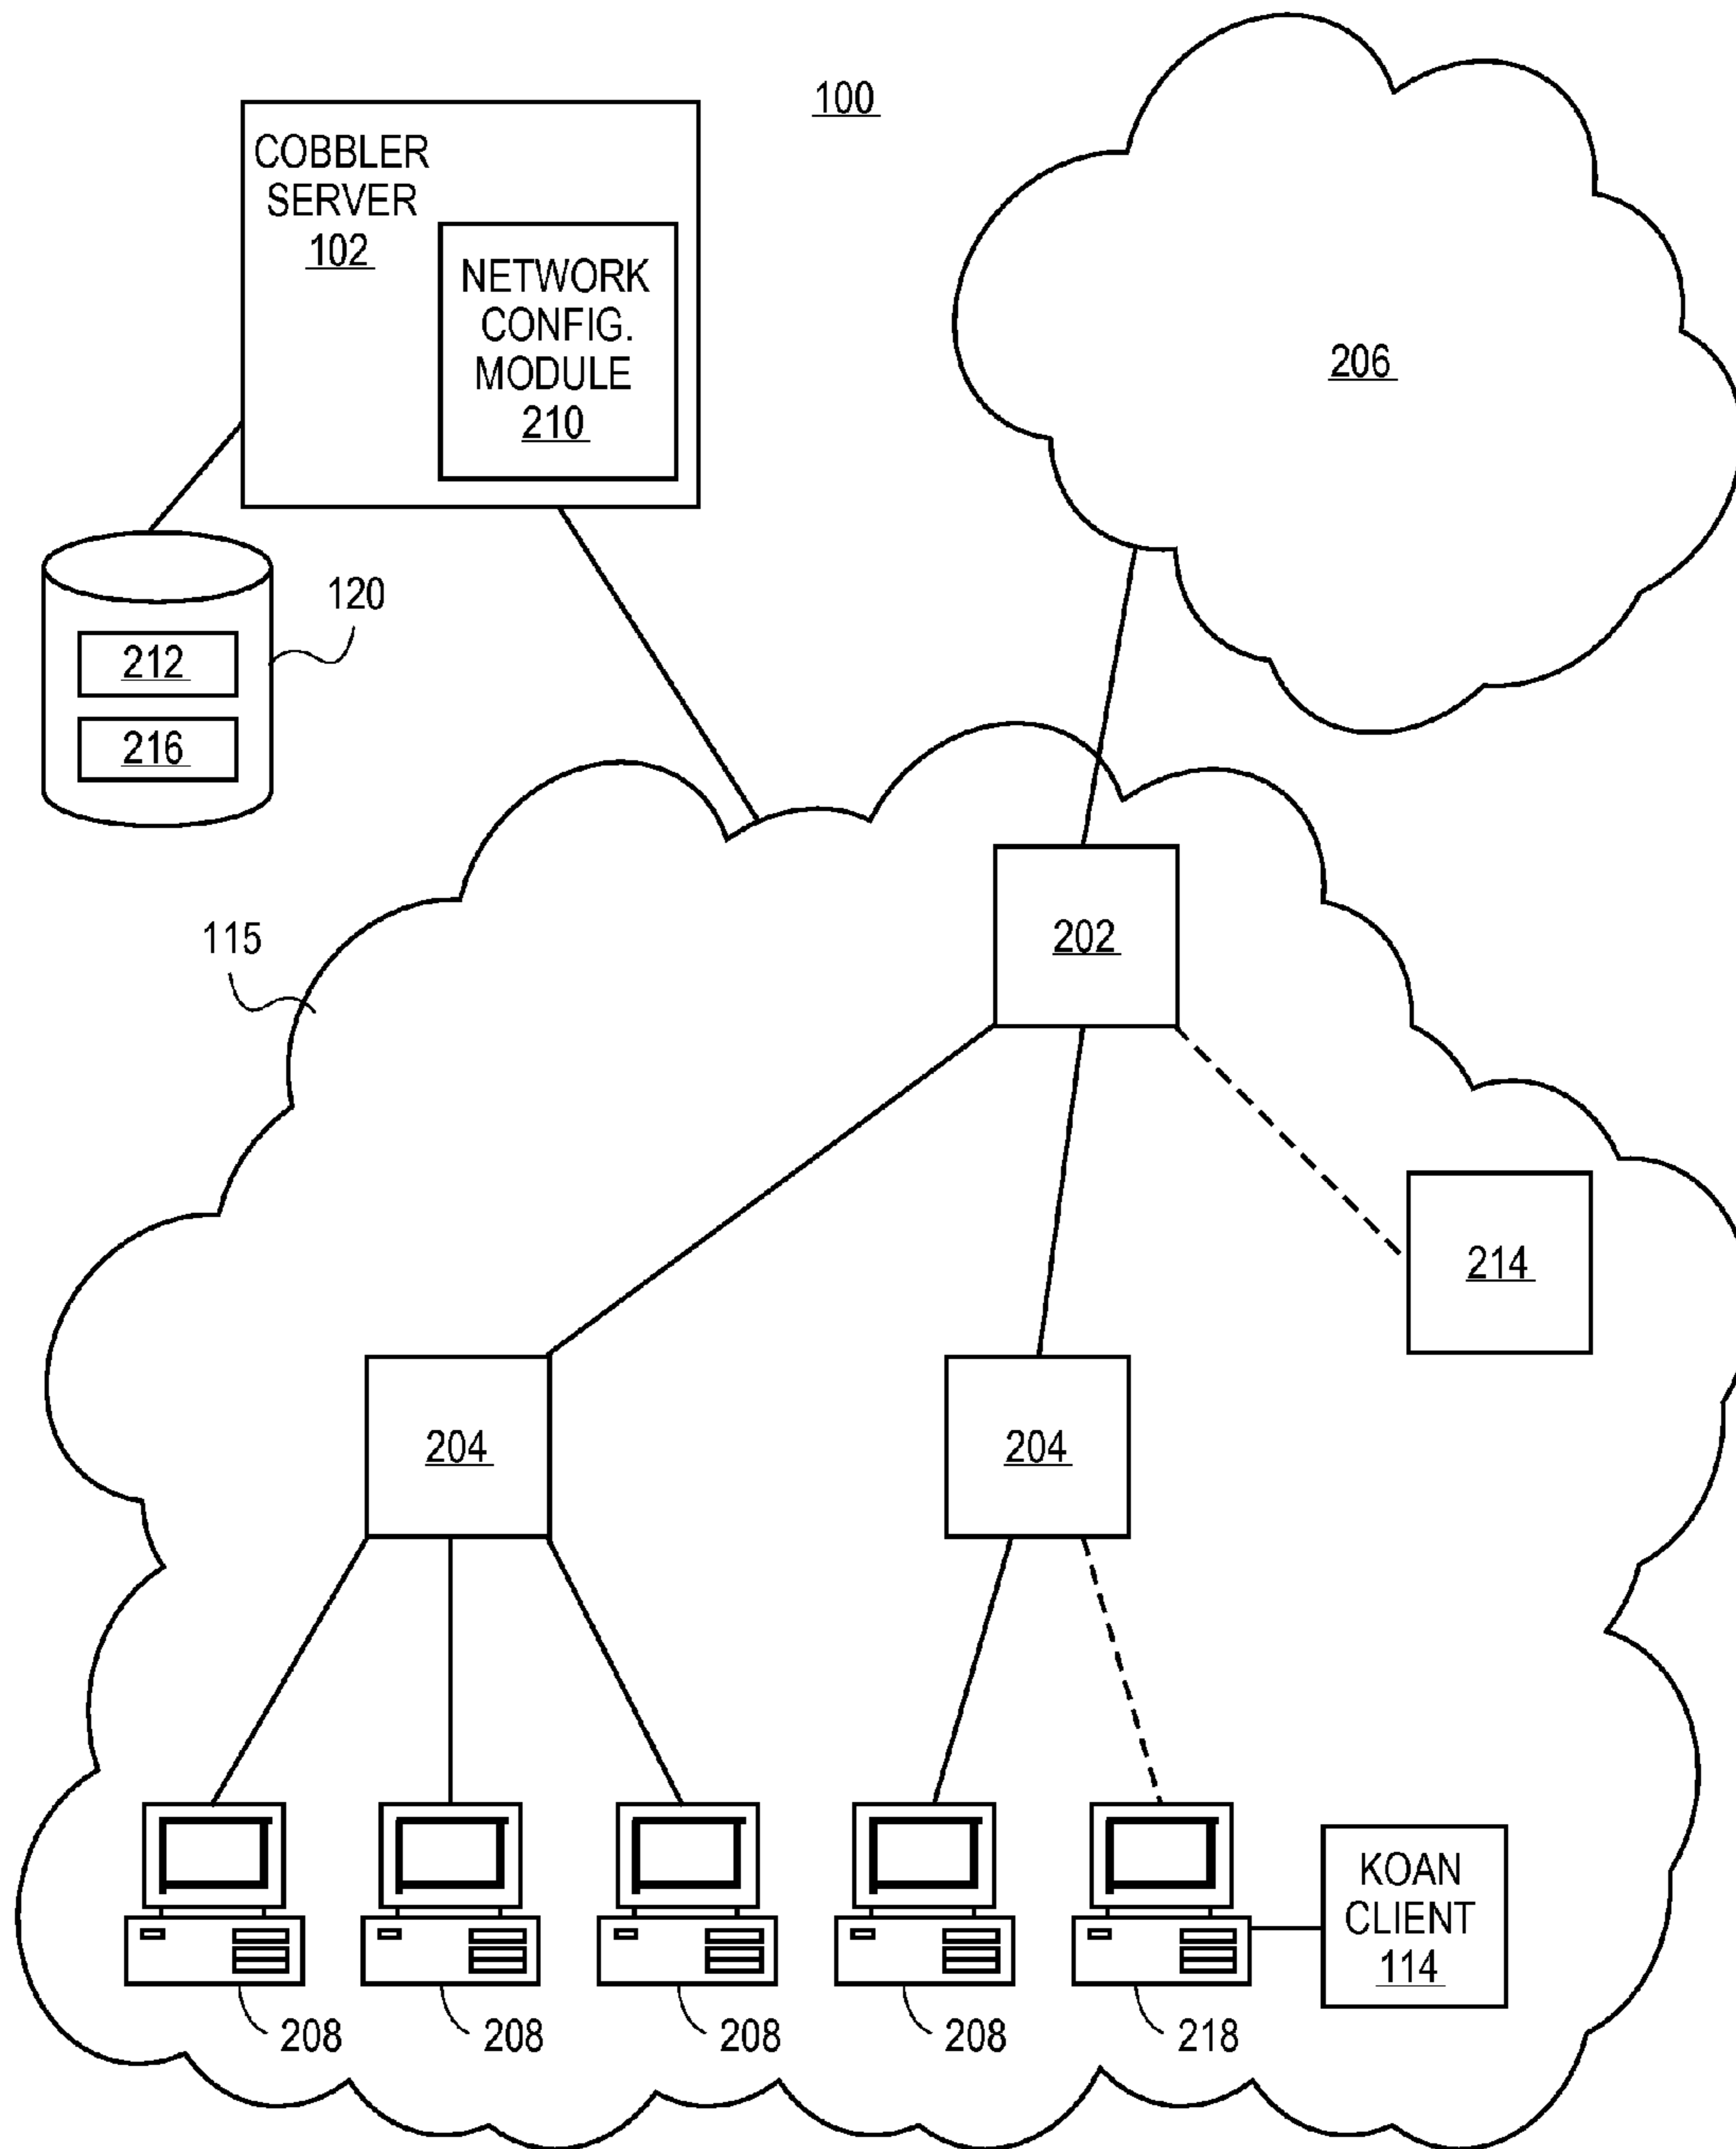 100
COBBLER
SERVER
102
NETWORK
CONFIG.
MODULE
210
206
120
212
216
115
202
214
204
204
KOAN
CLIENT
114
208
208
208
208
218